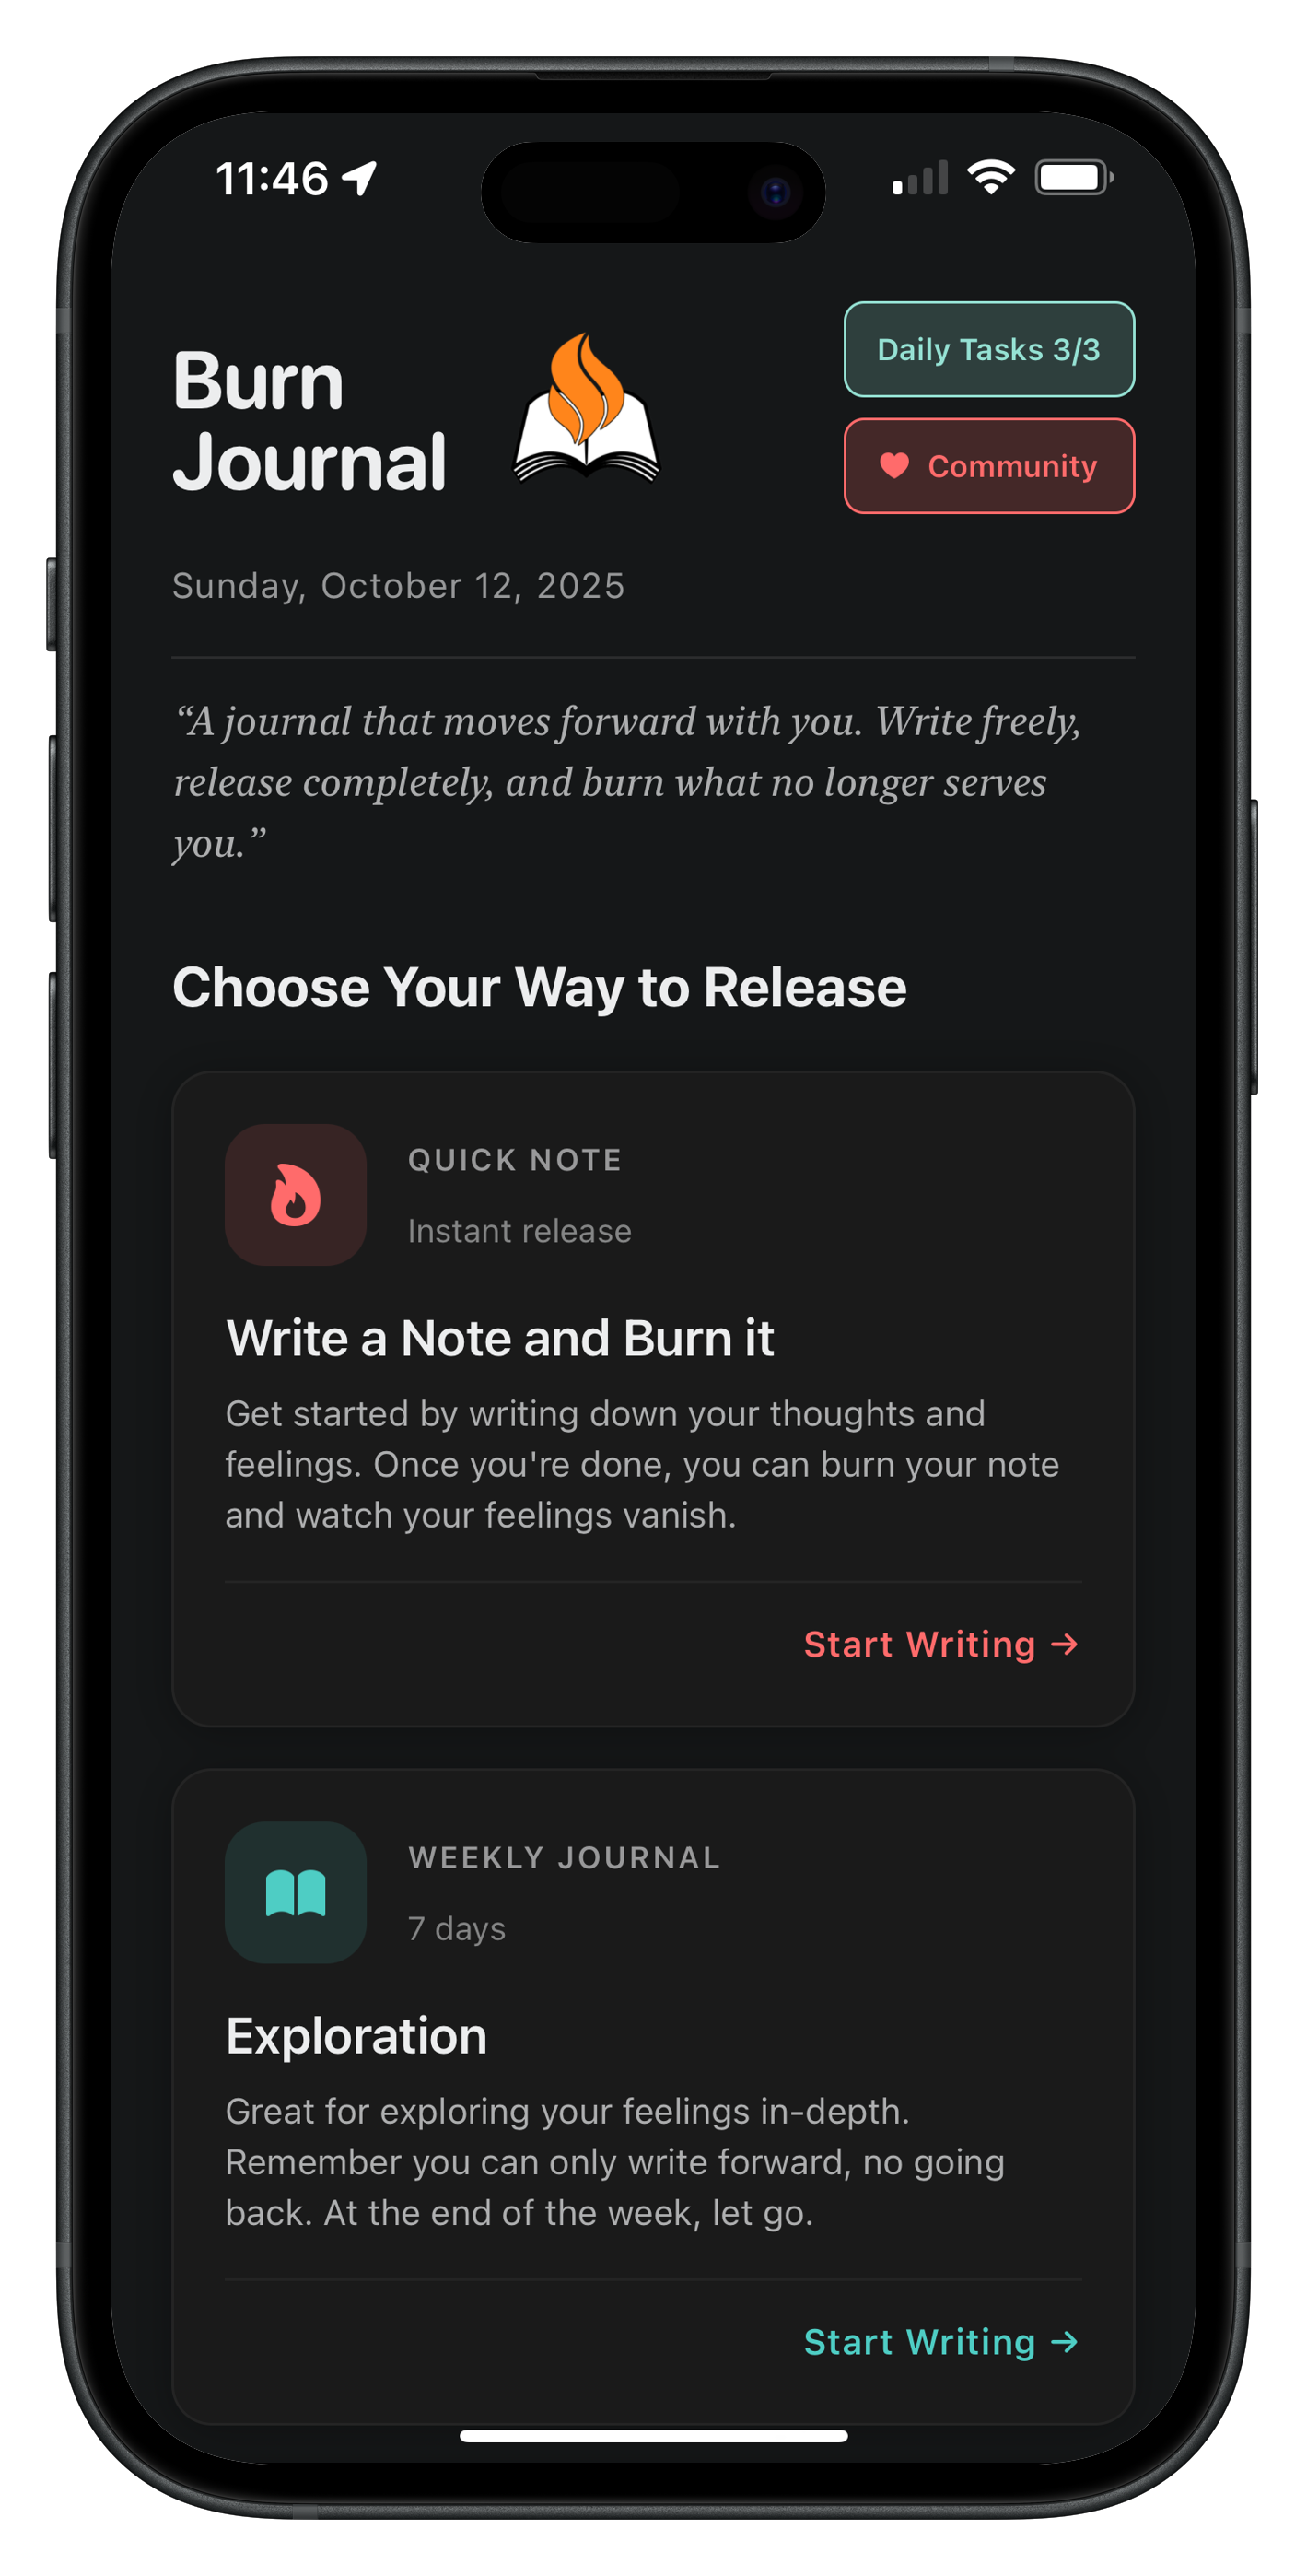 11:46
Burn
Journal
Daily Tasks 3/3
Community
Sunday, October 12, 2025
“A journal that moves forward with you. Write freely,
release completely, and burn what no longer serves
you.”
Choose Your Way to Release
QUICK NOTE
Instant release
Write a Note and Burn it
Get started by writing down your thoughts and
feelings. Once you're done, you can burn your note
and watch your feelings vanish.
Start Writing →
WEEKLY JOURNAL
7 days
Exploration
Great for exploring your feelings in-depth.
Remember you can only write forward, no going
back. At the end of the week, let go.
Start Writing →